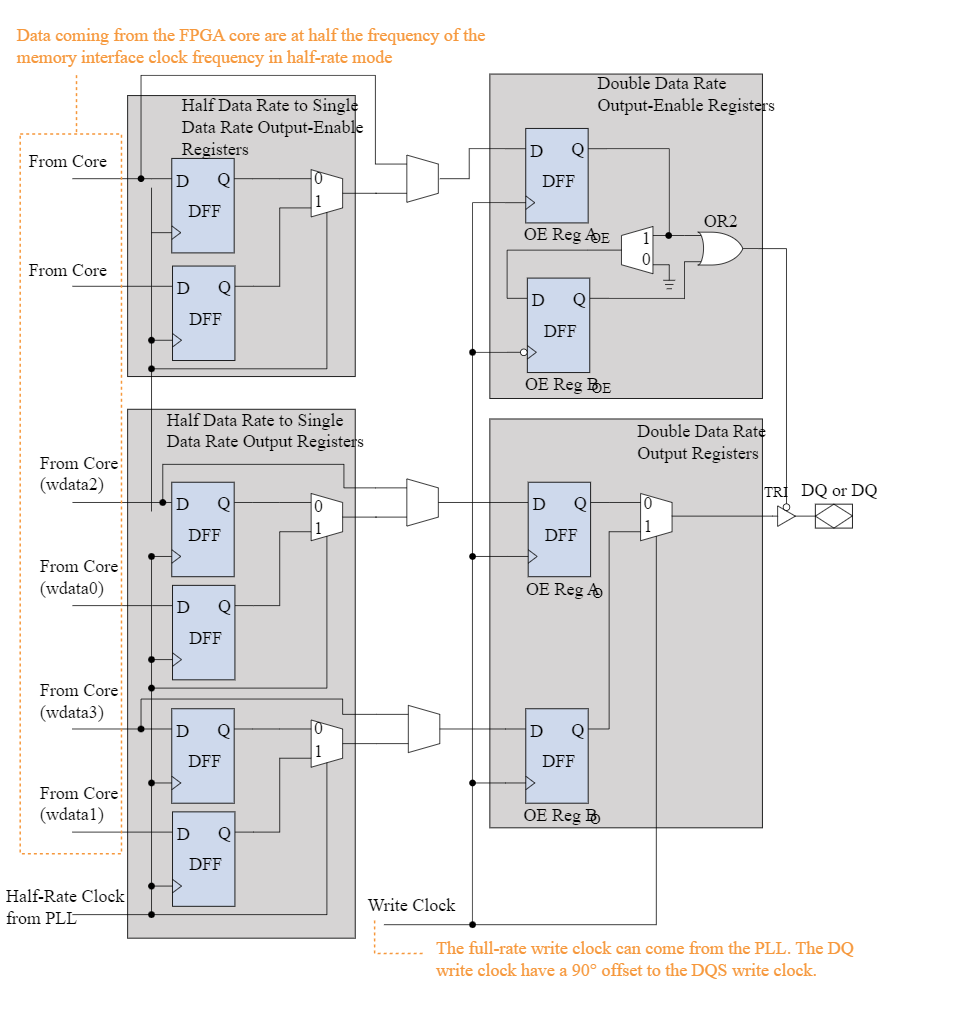 Data coming from the FPGA core are at half the frequency of the
memory interface clock frequency in half-rate mode
Half Data Rate to Single
Data Rate Output-Enable
Registers
Double Data Rate
Output-Enable Registers
From Core
D Q
DFF
0
1
From Core
D Q
DFF
D Q
DFF
OE Reg A OE
1
0
OR2
D Q
DFF
OE Reg B OE
Half Data Rate to Single
Data Rate Output Registers
Double Data Rate
Output Registers
From Core
(wdata2)
D Q
DFF
0
1
From Core
(wdata0)
D Q
DFF
D Q
DFF
OE Reg A O
0
1
TRI
DQ or DQ
From Core
(wdata3)
D Q
DFF
0
1
From Core
(wdata1)
D Q
DFF
D Q
DFF
OE Reg B O
Half-Rate Clock
from PLL
Write Clock
The full-rate write clock can come from the PLL. The DQ
write clock have a 90° offset to the DQS write clock.